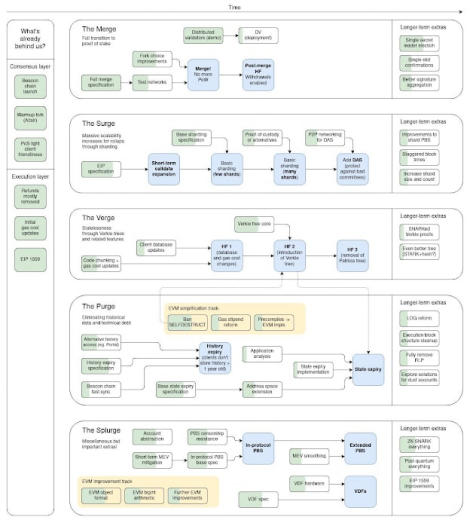 Time
What's
already
behind us?
Consensus layer
Beacon
chain
launch
Warmup fork
(Altair)
PoS light
client
friendliness
Execution layer
Refunds
mostly
removed
Initial
gas cost
updates
EIP 1559
The Merge
Full transition to
proof of stake
Distributed
validators (demo)
DV
(deployment)
Fork choice
improvements
Full merge
specification
Test networks
Merge!
No more
PoW
Post-merge
HF
Withdrawals
enabled
Longer-term extras
Single secret
leader election
Single-slot
confirmations
Better signature
aggregation
The Surge
Massive scalability
increases for rollups
through sharding
Base sharding
specification
Proof of custody
or alternatives
P2P networking
for DAS
EIP
specification
Short-term
calldata
expansion
Basic
sharding
(few shards)
Basic
sharding
(many
shards)
Add DAS
(protect
against bad
committees)
Longer-term extras
Improvements to
shard PBS
Staggered block
times
Increase shard
size and count
The Verge
Statelessness
through Verkle trees
and related features
Verkle tree code
Client database
updates
Code chunking +
gas cost updates
HF 1
(database
and gas cost
changes)
HF 2
(introduction
of Verkle
tree)
HF 3
(removal of
Patricia tree)
Longer-term extras
SNARKed
Verkle proofs
Even better tree
(STARK+hash?)
The Purge
Eliminating historical
data and technical debt
EVM simplification track
Ban
SELFDESTRUCT
Gas stipend
reform
Precompiles →
EVM impls
Alternative history
access (eg. Portal)
History expiry
specification
Beacon chain
fast sync
History
expiry
(clients don't
store history >
1 year old)
Application
analysis
State expiry
implementation
Base state expiry
specification
Address space
extension
State expiry
Longer-term extras
LOG reform
Execution block
structure cleanup
Fully remove
RLP
Explore solutions
for dust accounts
The Splurge
Miscellaneous but
important extras!
Account
abstraction
PBS censorship
resistance
Short-term MEV
mitigation
In-protocol PBS
base spec
In-protocol
PBS
MEV smoothing
Extended
PBS
EVM improvement track
EVM object
format
EVM bigint
arithmetic
Further EVM
improvements
VDF hardware
VDF spec
VDFs
Longer-term extras
ZK-SNARK
everything
Post-quantum
everything
EIP 1559
improvements